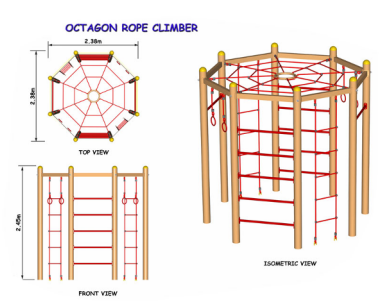 OCTAGON ROPE CLIMBER
2.38m
2.38m
TOP VIEW
2.45m
FRONT VIEW
ISOMETRIC VIEW